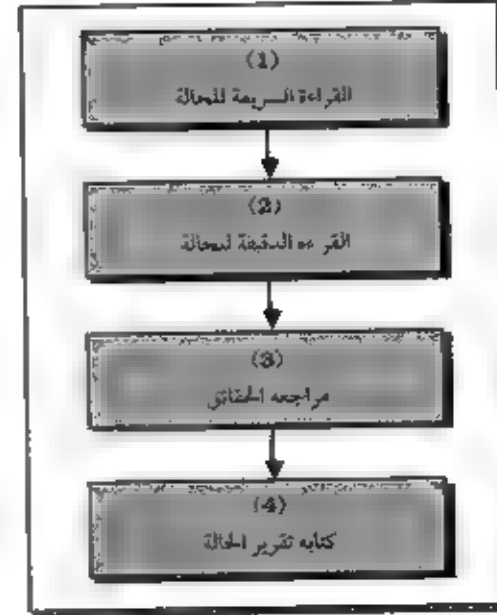 (1)
القراءة السريعة للحالة
(2)
القراءة الدقيقة للحالة
(3)
مراجعة الحقائق
(4)
كتابة تقرير الحالة